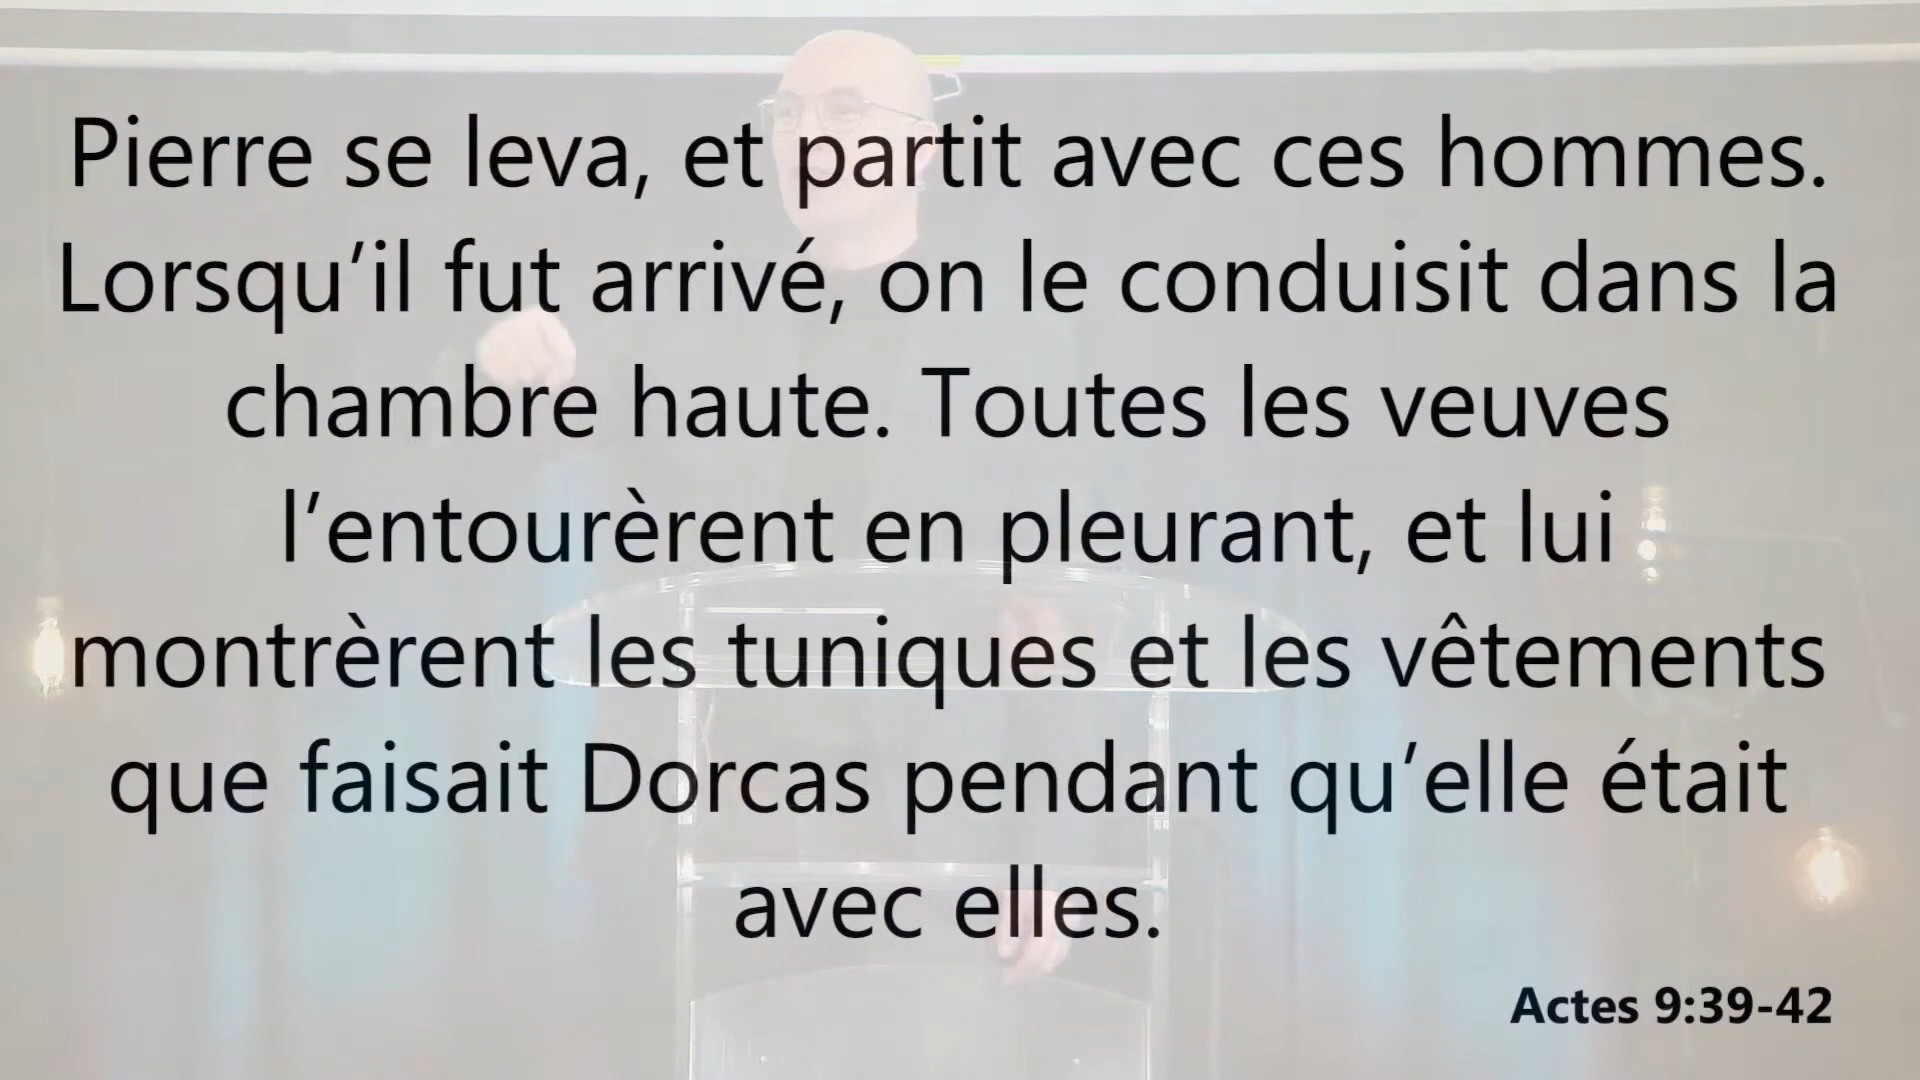 Pierre se leva, et partit avec ces hommes.
Lorsqu’il fut arrivé, on le conduisit dans la
chambre haute. Toutes les veuves
l’entourèrent en pleurant, et lui
montrèrent les tuniques et les vêtements
que faisait Dorcas pendant qu’elle était
avec elles.
Actes 9:39-42